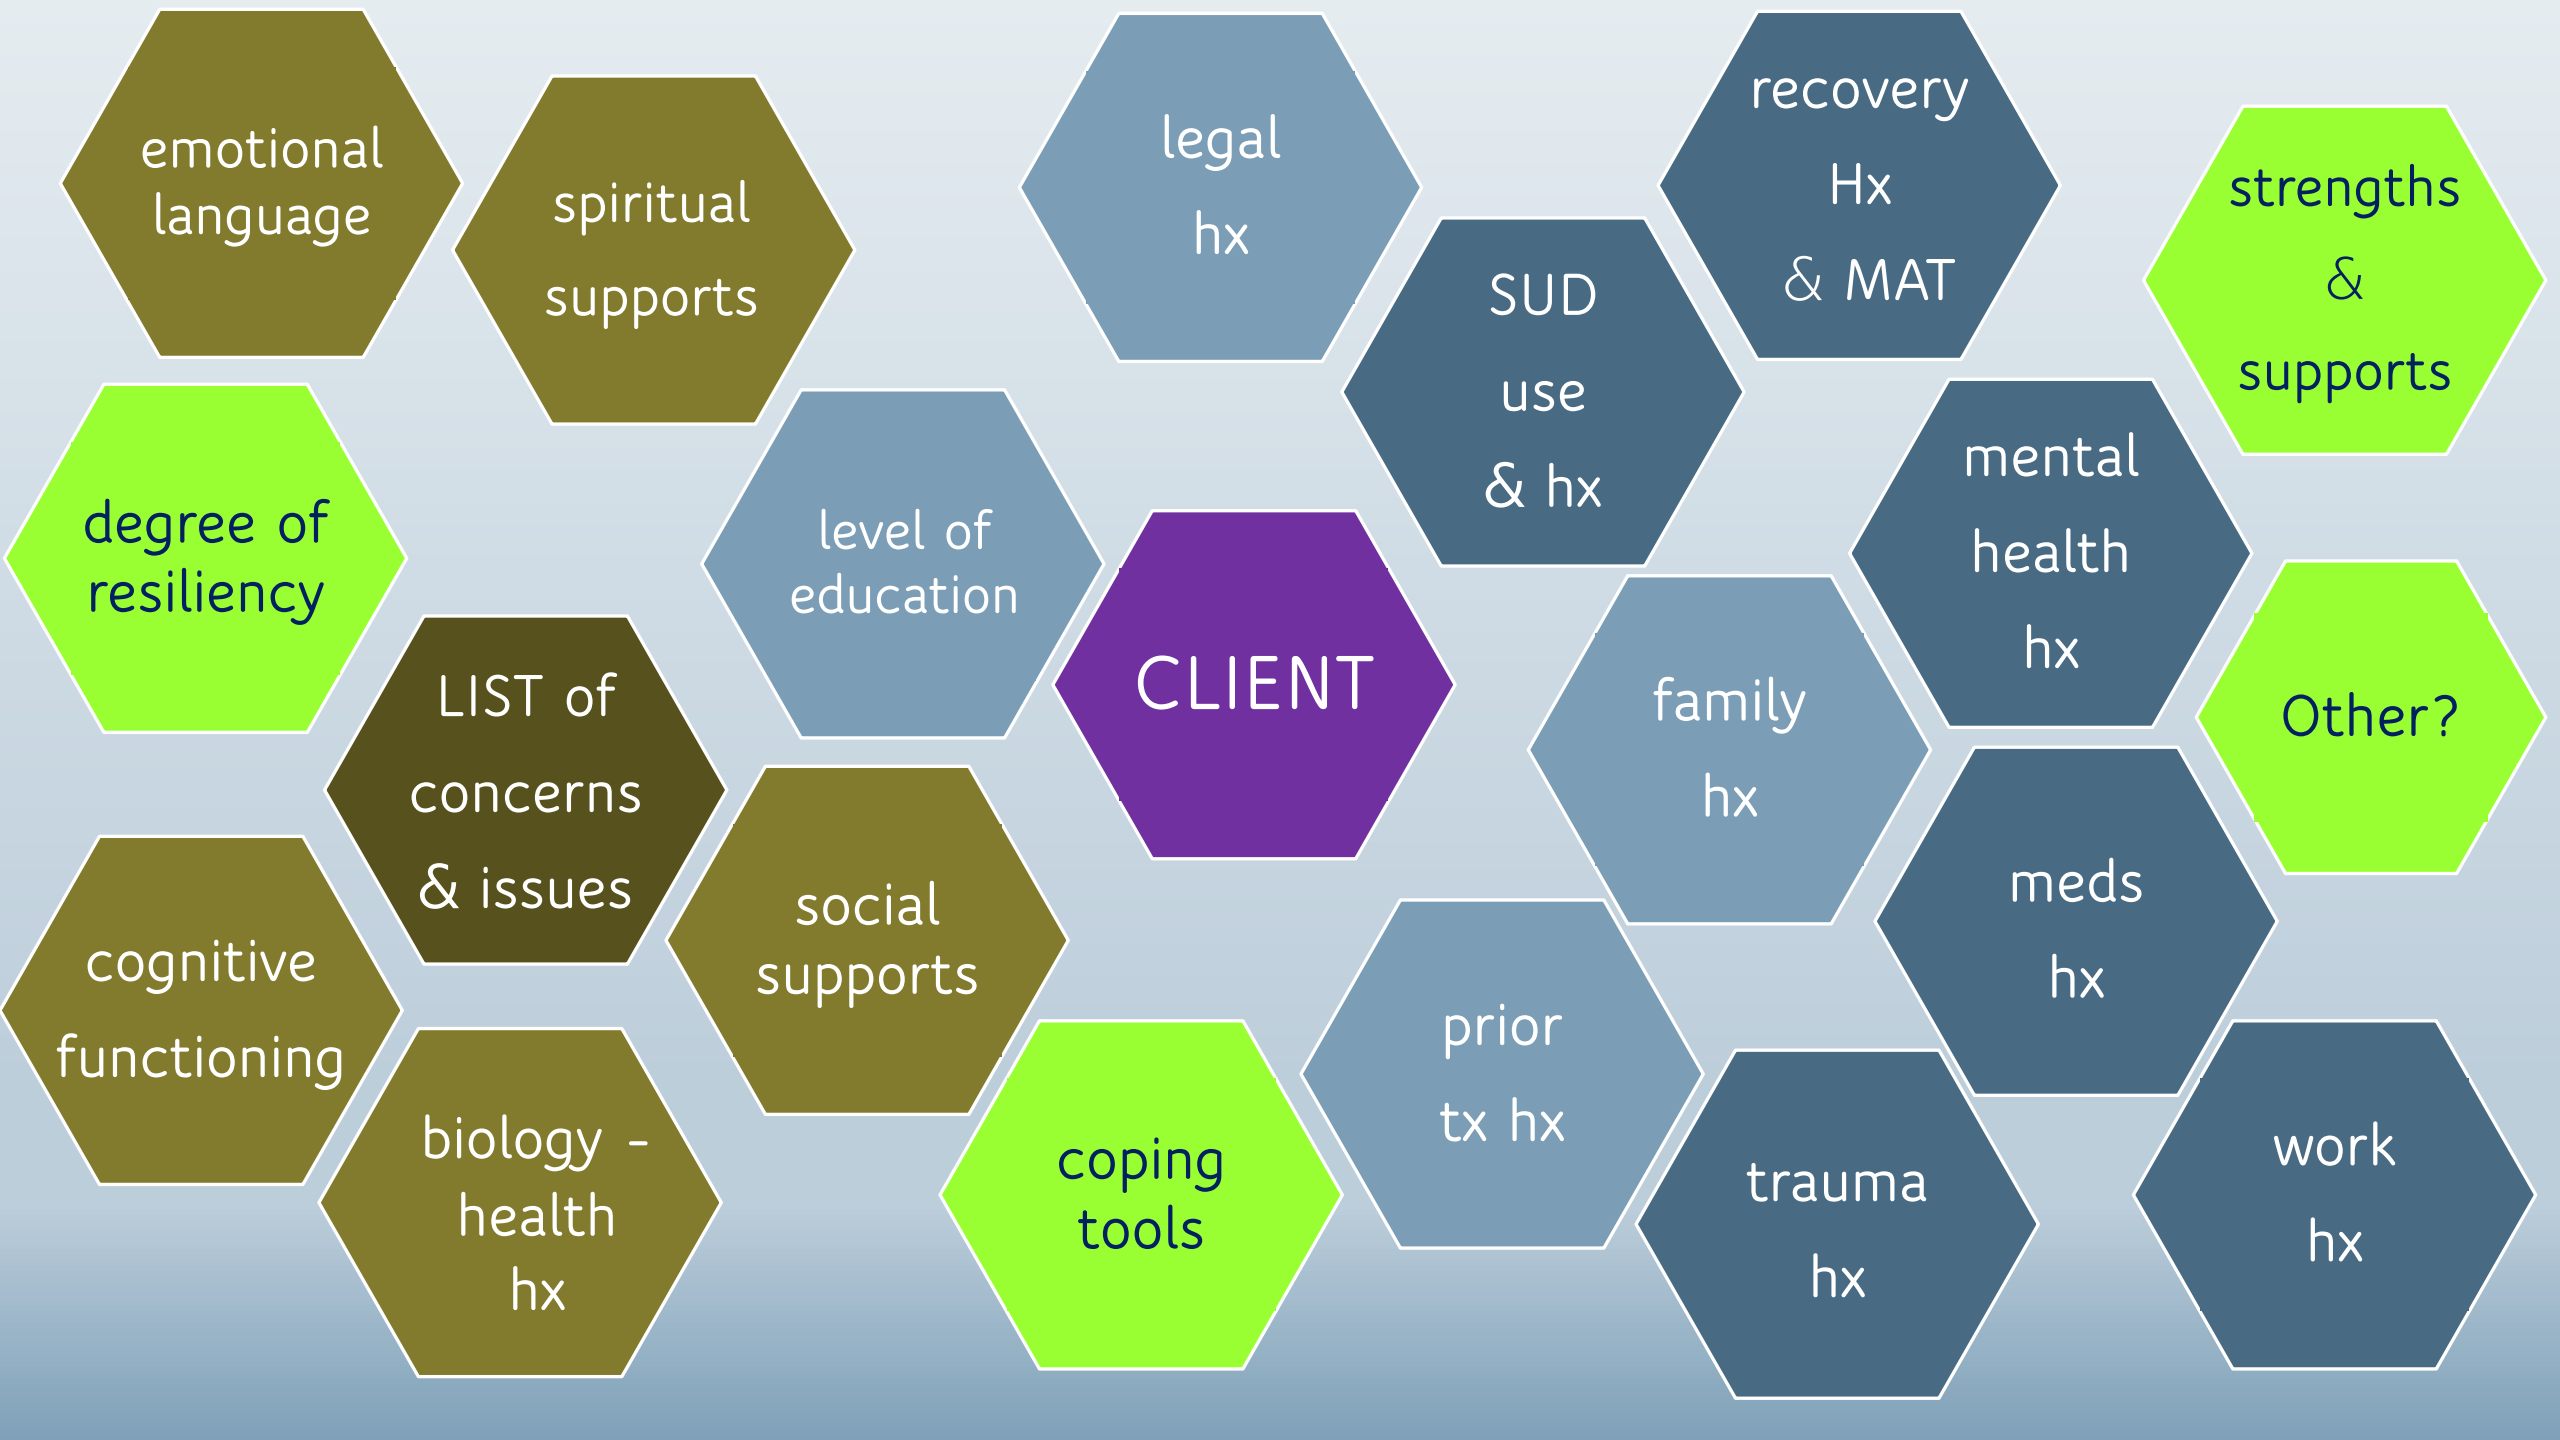 emotional
language
spiritual
supports
legal
hx
recovery
Hx
& MAT
strengths
&
supports
SUD
use
& hx
degree of
resiliency
level of
education
mental
health
hx
CLIENT
LIST of
concerns
& issues
family
hx
Other?
social
supports
meds
hx
cognitive
functioning
prior
tx hx
biology -
health
hx
coping
tools
trauma
hx
work
hx